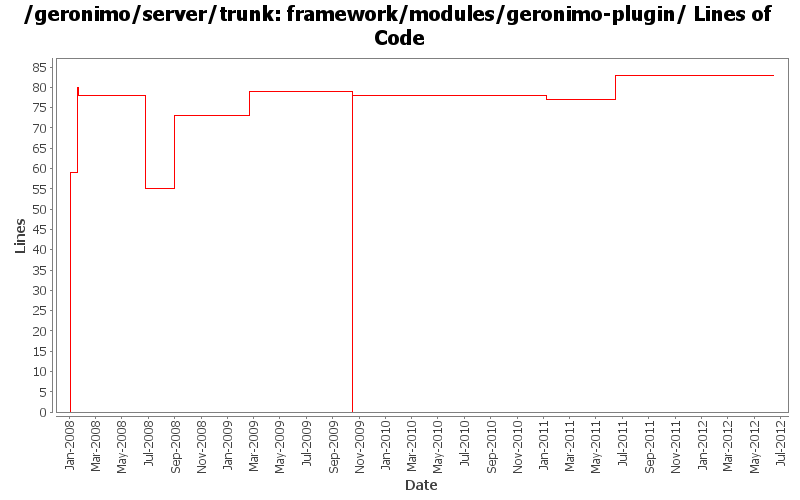 /geronimo/server/trunk: framework/modules/geronimo-plugin/ Lines of
Code
85
80
75
70
65
60
55
50
45
40
35
30
25
20
15
10
5
0
Lines
Jan-2008
Mar-2008
May-2008
Jul-2008
Sep-2008
Nov-2008
Jan-2009
Mar-2009
May-2009
Jul-2009
Sep-2009
Nov-2009
Jan-2010
Mar-2010
May-2010
Jul-2010
Sep-2010
Nov-2010
Jan-2011
Mar-2011
May-2011
Jul-2011
Sep-2011
Nov-2011
Jan-2012
Mar-2012
May-2012
Jul-2012
Date